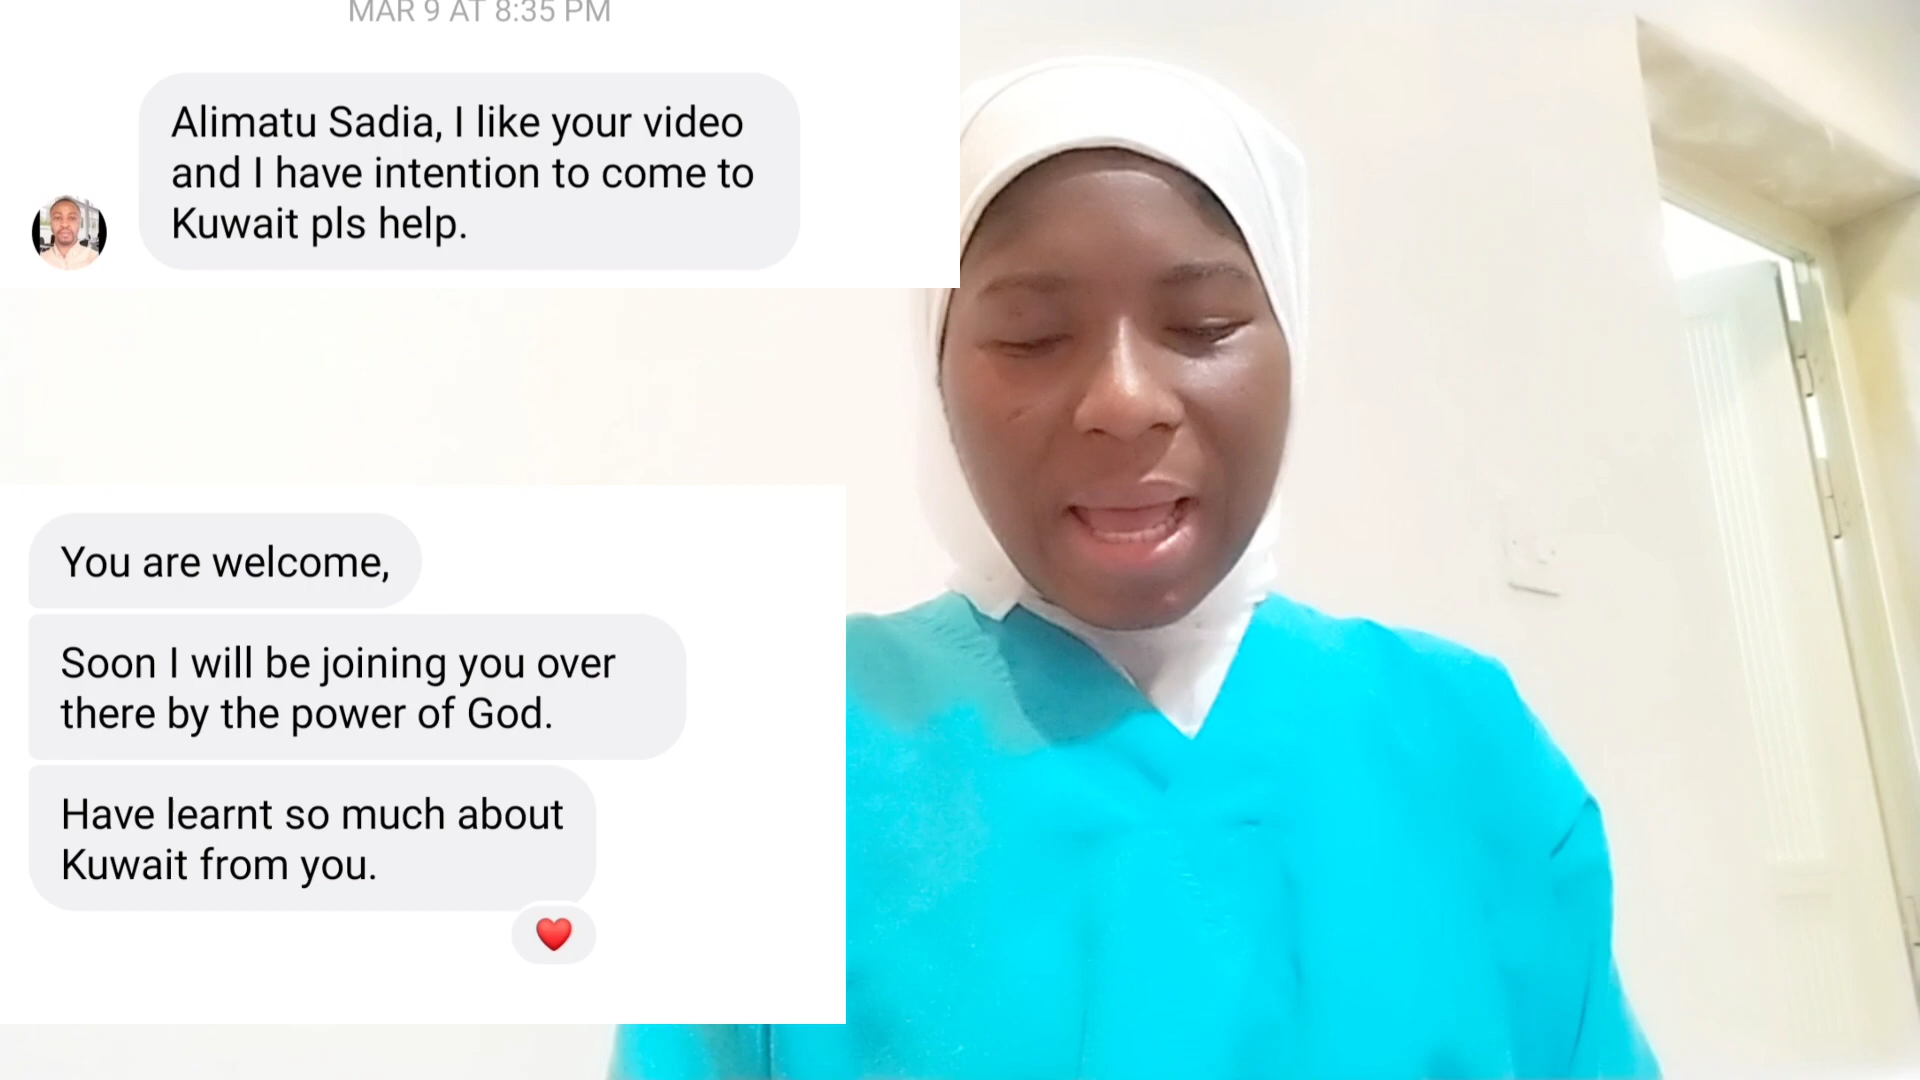 MAR 9 AT 8:35 PM
Alimatu Sadia, I like your video
and I have intention to come to
Kuwait pls help.
You are welcome,
Soon I will be joining you over
there by the power of God.
Have learnt so much about
Kuwait from you.